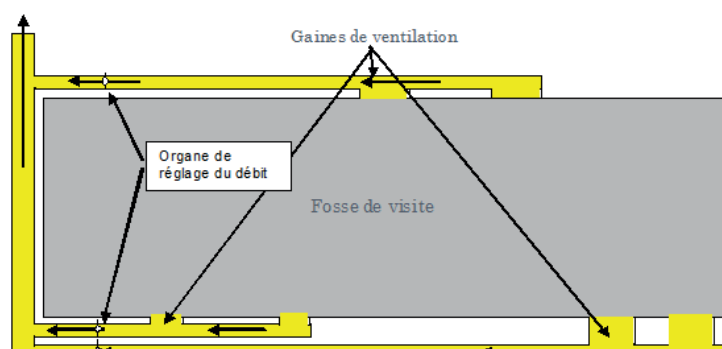 Gaines de ventilation
Organe de
réglage du débit
Fosse de visite